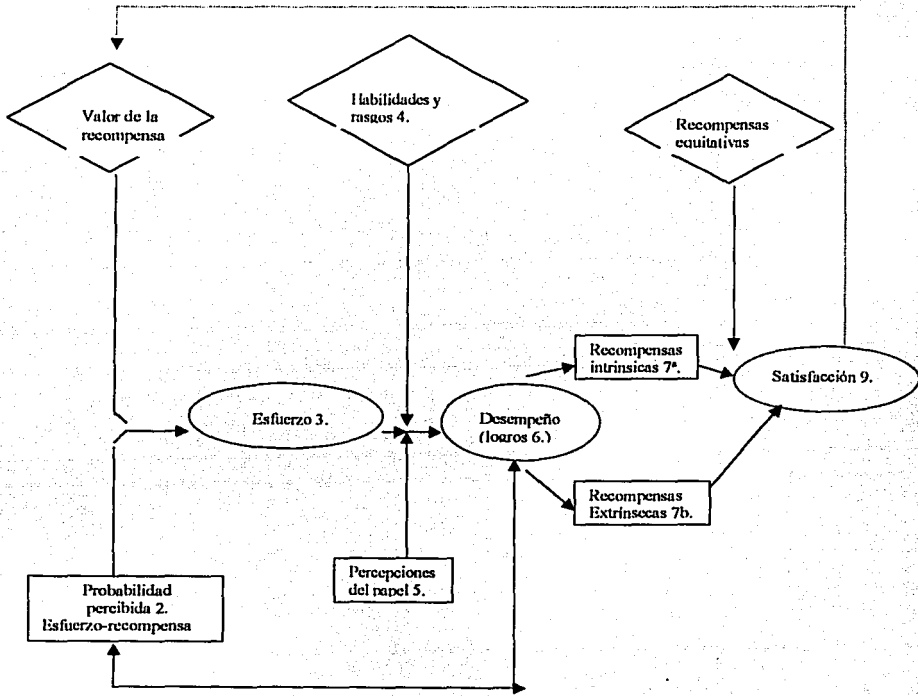 Valor de la
recompensa
Habilidades y
rasgos 4.
Recompensas
equitativas
Recompensas
intrinsicas 7ª.
Satisfacción 9.
Esfuerzo 3.
Desempeño
(logros 6.)
Recompensas
Extrínsecas 7b.
Percepciones
del papel 5.
Probabilidad
percibida 2.
Esfuerzo-recompensa